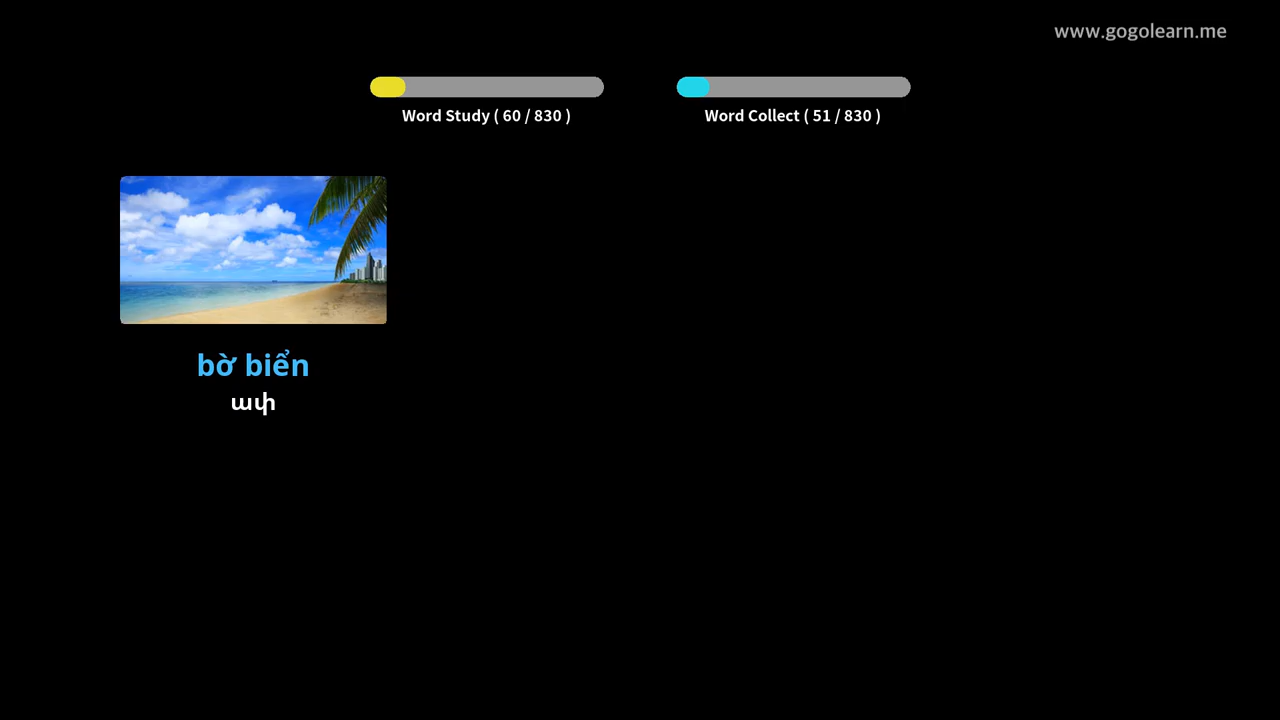 www.gogolearn.me
Word Study ( 60 / 830 )
Word Collect ( 51 / 830 )
bờ biển
ափ